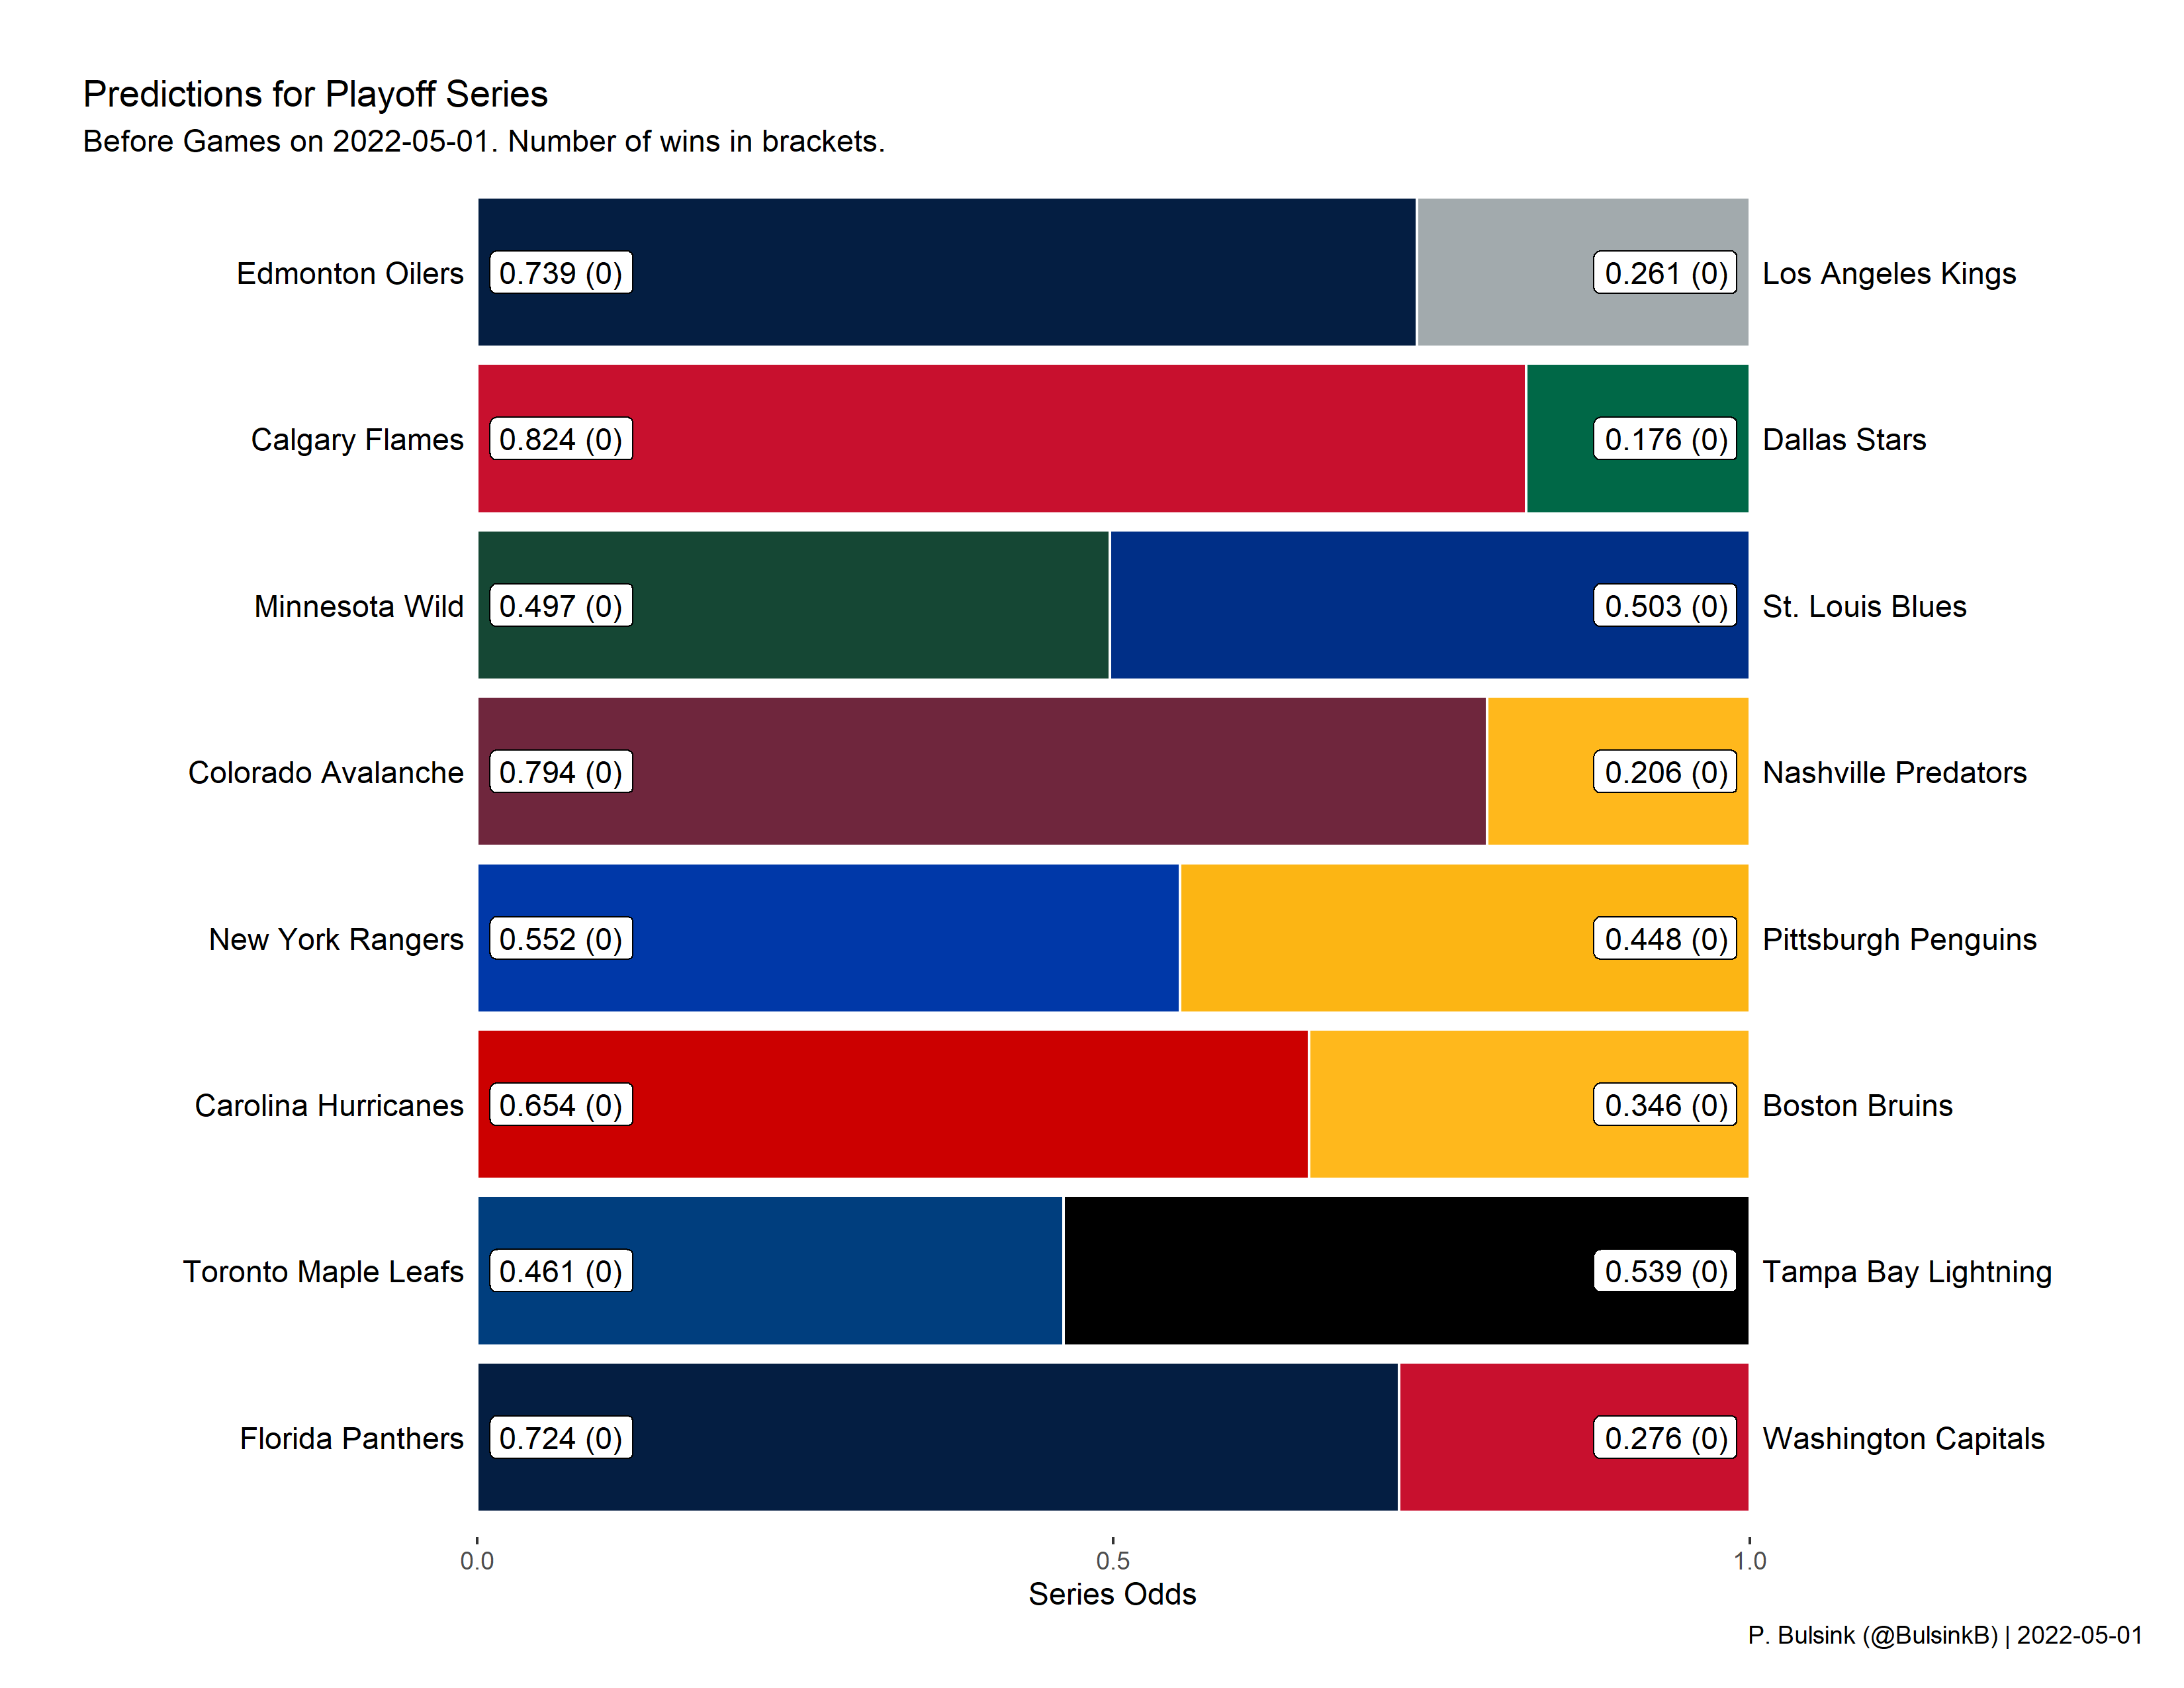 Predictions for Playoff Series
Before Games on 2022-05-01. Number of wins in brackets.
Edmonton Oilers 0.739 (0) 0.261 (0) Los Angeles Kings
Calgary Flames 0.824 (0) 0.176 (0) Dallas Stars
Minnesota Wild 0.497 (0) 0.503 (0) St. Louis Blues
Colorado Avalanche 0.794 (0) 0.206 (0) Nashville Predators
New York Rangers 0.552 (0) 0.448 (0) Pittsburgh Penguins
Carolina Hurricanes 0.654 (0) 0.346 (0) Boston Bruins
Toronto Maple Leafs 0.461 (0) 0.539 (0) Tampa Bay Lightning
Florida Panthers 0.724 (0) 0.276 (0) Washington Capitals
0.0 0.5 1.0
Series Odds
P. Bulsink (@BulsinkB) | 2022-05-01